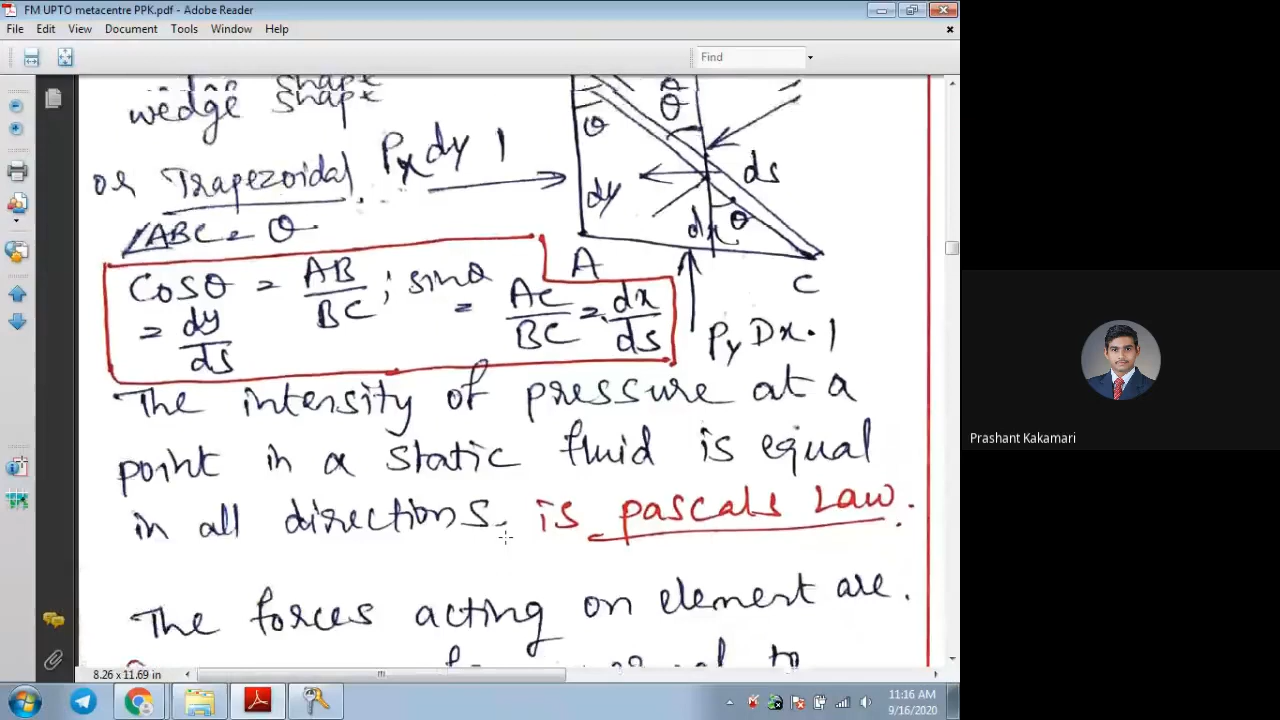 FM UPTO metacentre PPK.pdf - Adobe Reader
File Edit View Document Tools Window Help
Find
wedge shape
θ
θ
or Trapezoidal.
Px dy 1
dy
ds
∠ABC = θ
dx
θ
A
C
Cosθ = AB/BC ; sinθ
= dy/ds
= AC/BC = dx/ds
Py Dx · 1
The intensity of pressure at a
point in a static fluid is equal
in all directions. is pascals Law.
The forces acting on element are.
Prashant Kakamari
8.26 x 11.69 in
11:16 AM
9/16/2020